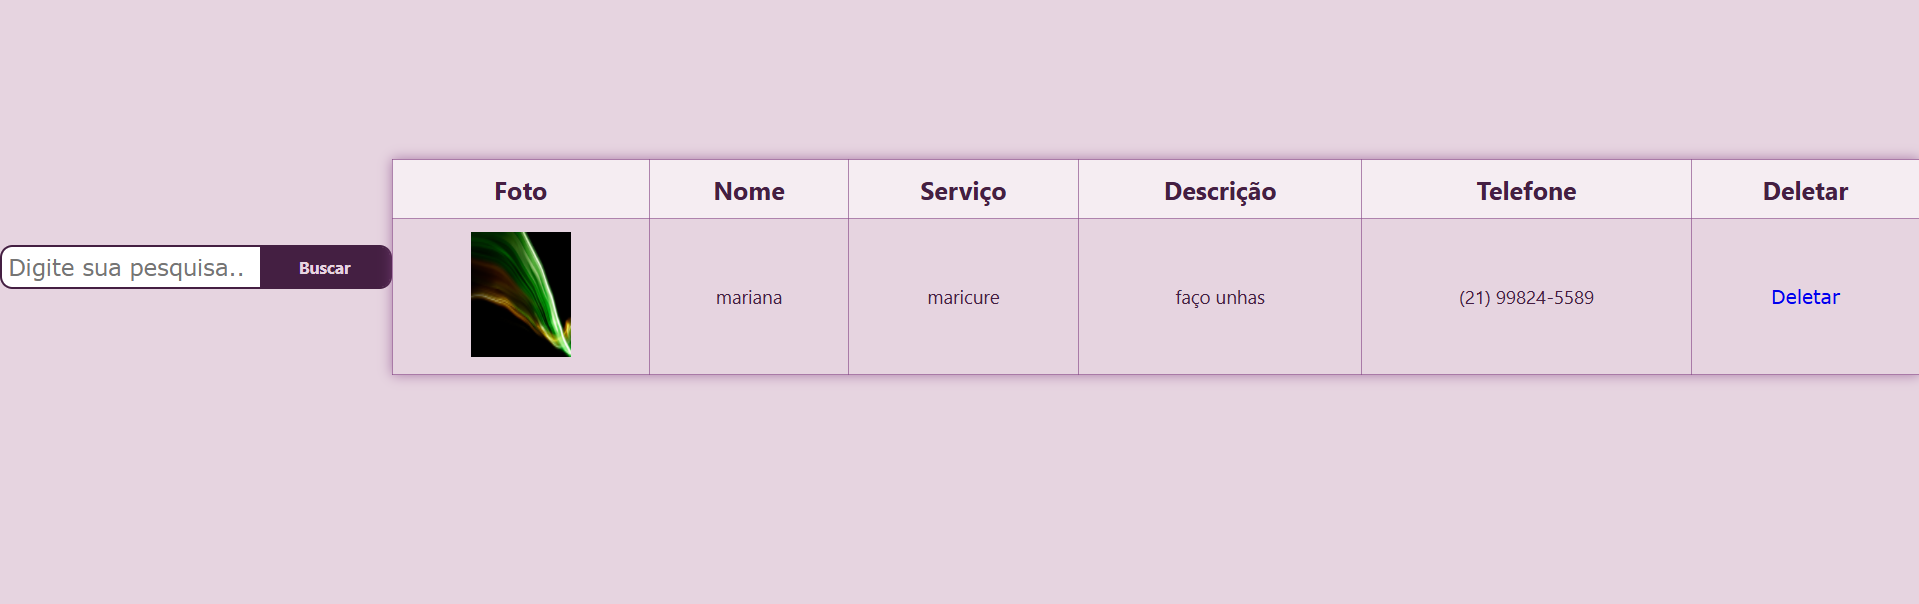 Foto Nome Serviço Descrição Telefone Deletar
Digite sua pesquisa.. Buscar
mariana maricure faço unhas (21) 99824-5589 Deletar